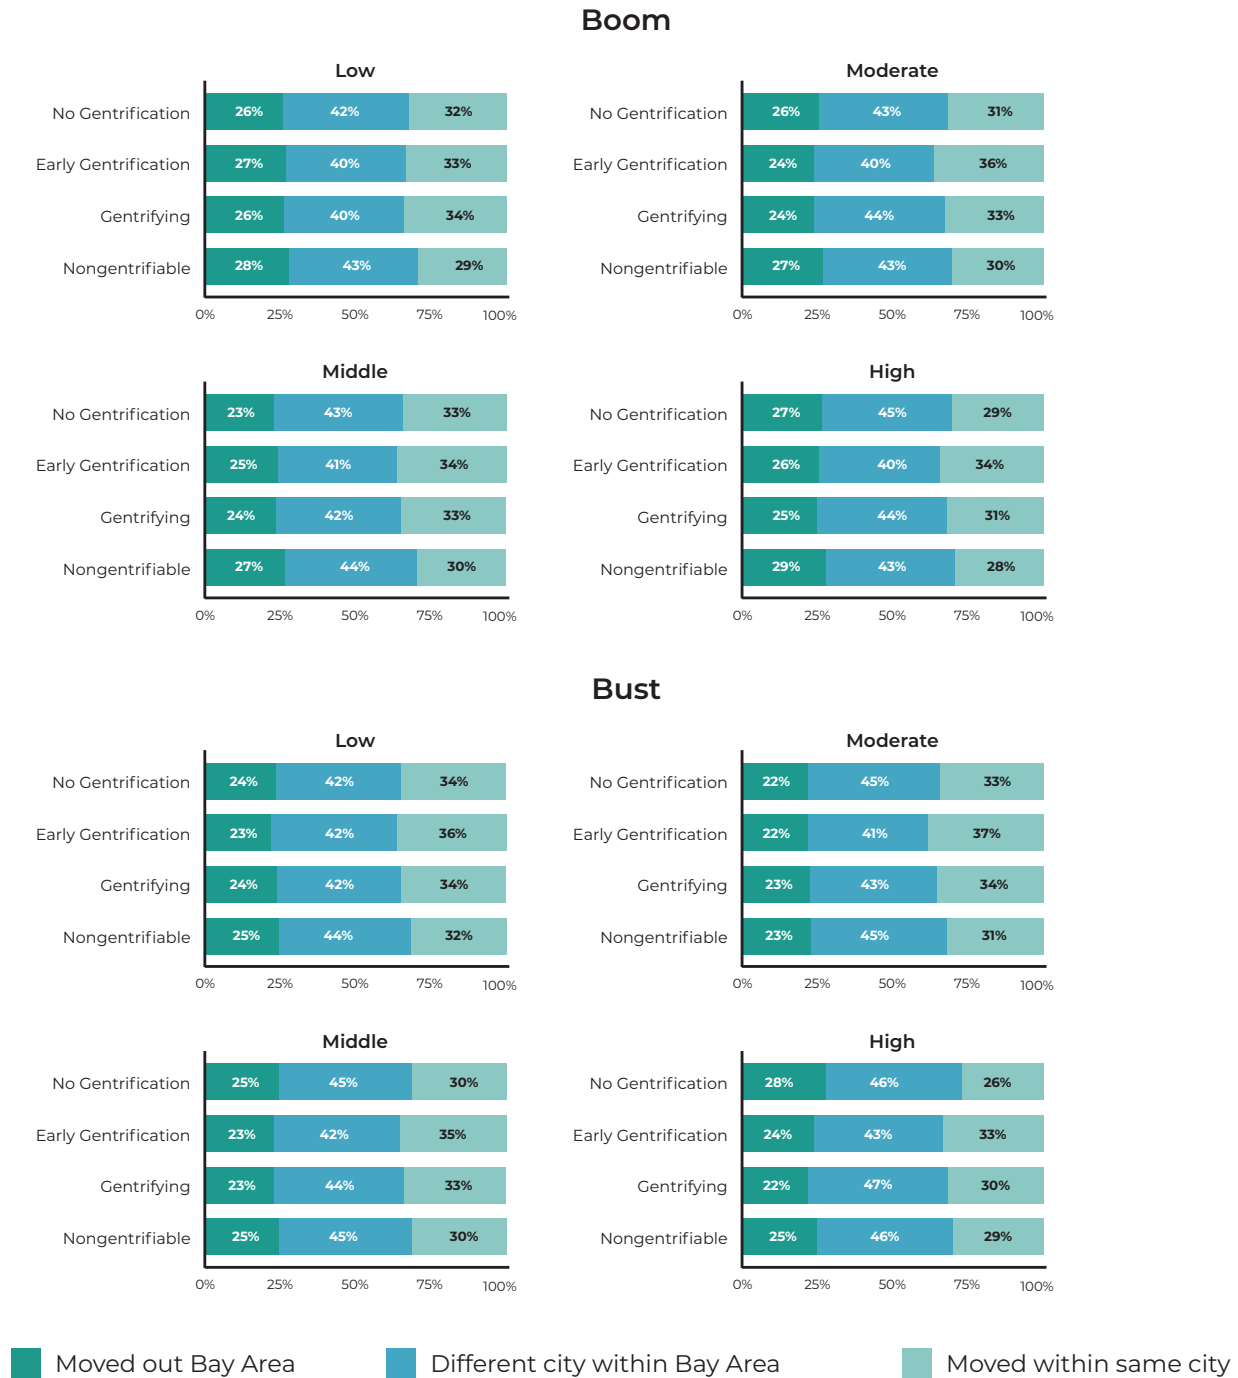 Boom
Low
No Gentrification 26% 42% 32%
Early Gentrification 27% 40% 33%
Gentrifying 26% 40% 34%
Nongentrifiable 28% 43% 29%
0% 25% 50% 75% 100%
Moderate
No Gentrification 26% 43% 31%
Early Gentrification 24% 40% 36%
Gentrifying 24% 44% 33%
Nongentrifiable 27% 43% 30%
0% 25% 50% 75% 100%
Middle
No Gentrification 23% 43% 33%
Early Gentrification 25% 41% 34%
Gentrifying 24% 42% 33%
Nongentrifiable 27% 44% 30%
0% 25% 50% 75% 100%
High
No Gentrification 27% 45% 29%
Early Gentrification 26% 40% 34%
Gentrifying 25% 44% 31%
Nongentrifiable 29% 43% 28%
0% 25% 50% 75% 100%
Bust
Low
No Gentrification 24% 42% 34%
Early Gentrification 23% 42% 36%
Gentrifying 24% 42% 34%
Nongentrifiable 25% 44% 32%
0% 25% 50% 75% 100%
Moderate
No Gentrification 22% 45% 33%
Early Gentrification 22% 41% 37%
Gentrifying 23% 43% 34%
Nongentrifiable 23% 45% 31%
0% 25% 50% 75% 100%
Middle
No Gentrification 25% 45% 30%
Early Gentrification 23% 42% 35%
Gentrifying 23% 44% 33%
Nongentrifiable 25% 45% 30%
0% 25% 50% 75% 100%
High
No Gentrification 28% 46% 26%
Early Gentrification 24% 43% 33%
Gentrifying 22% 47% 30%
Nongentrifiable 25% 46% 29%
0% 25% 50% 75% 100%
Moved out Bay Area Different city within Bay Area Moved within same city